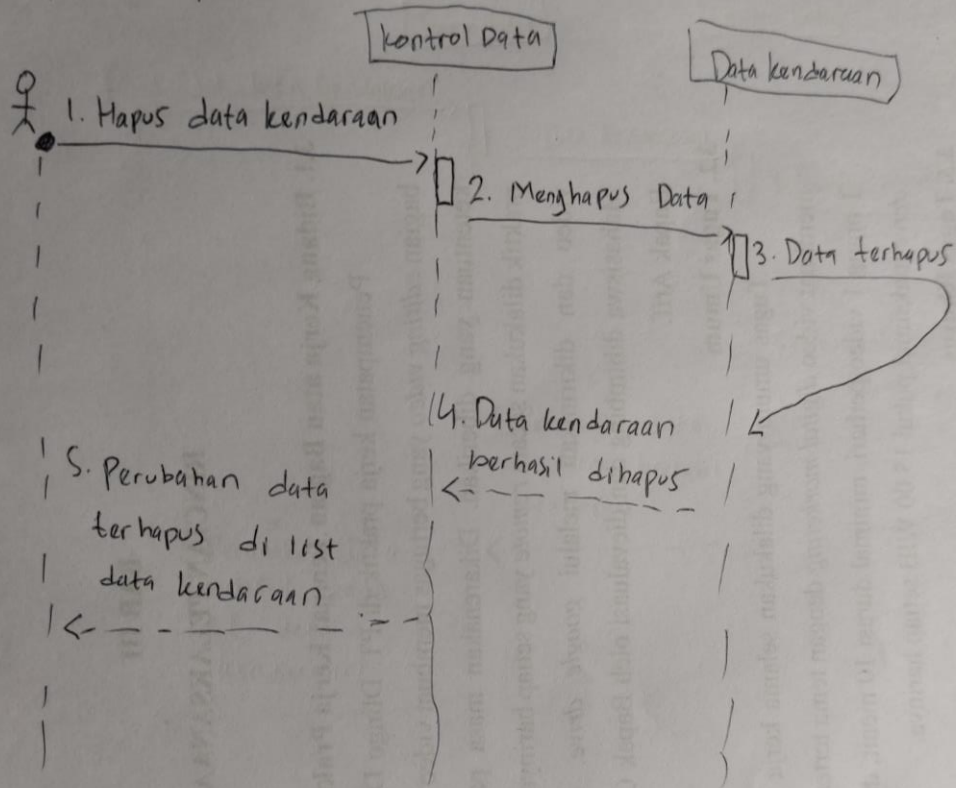 kontrol Data
Data kendaraan
1. Hapus data kendaraan
2. Menghapus Data
3. Data terhapus
4. Data kendaraan
berhasil dihapus
5. Perubahan data
terhapus di list
data kendaraan